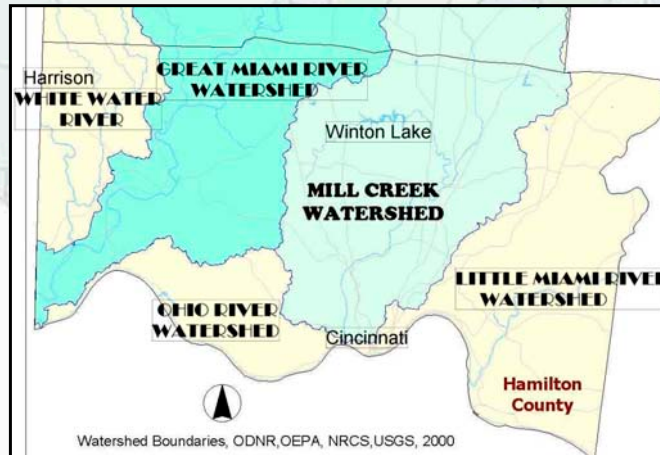 Harrison
WHITE WATER
RIVER
GREAT MIAMI RIVER
WATERSHED
Winton Lake
MILL CREEK
WATERSHED
LITTLE MIAMI RIVER
WATERSHED
OHIO RIVER
WATERSHED
Cincinnati
Hamilton
County
Watershed Boundaries, ODNR,OEPA, NRCS,USGS, 2000